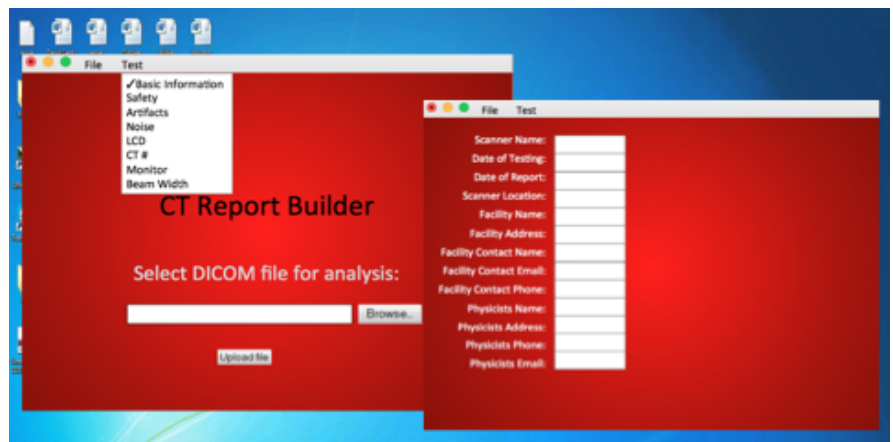 File Test
✓Basic Information
Safety
Artifacts
Noise
LCD
CT #
Monitor
Beam Width
CT Report Builder
Select DICOM file for analysis:
Browse..
Upload file
File Test
Scanner Name:
Date of Testing:
Date of Report:
Scanner Location:
Facility Name:
Facility Address:
Facility Contact Name:
Facility Contact Email:
Facility Contact Phone:
Physicists Name:
Physicists Address:
Physicists Phone:
Physicists Email: